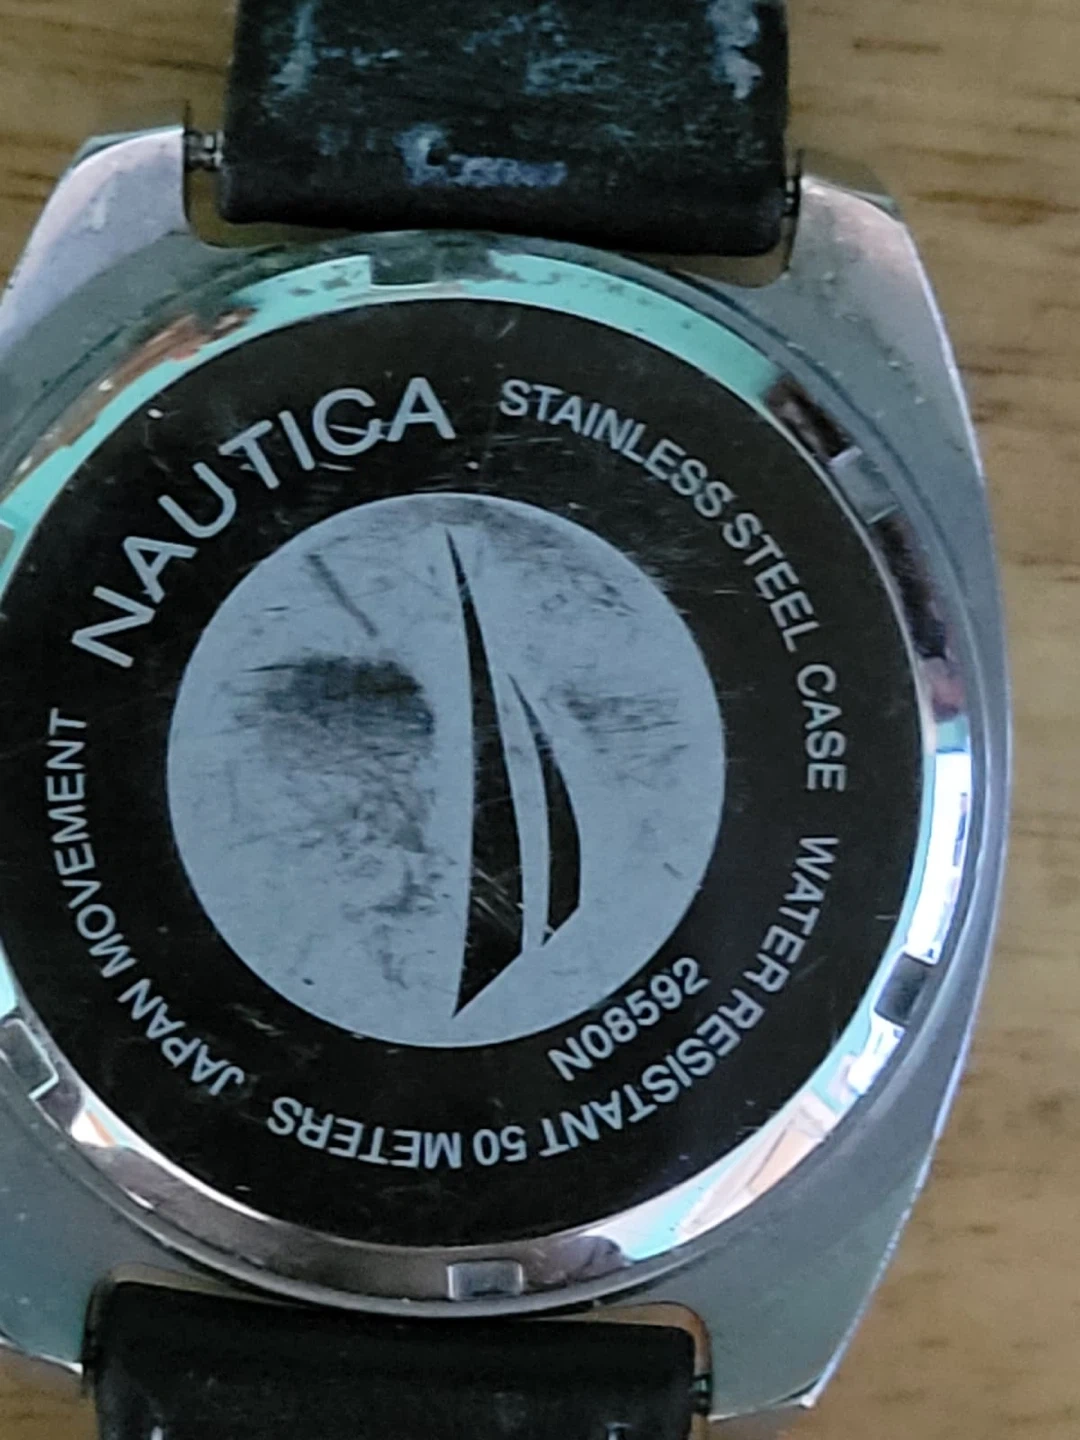 NAUTICA
STAINLESS STEEL CASE
WATER RESISTANT 50 METERS
JAPAN MOVEMENT
N08592